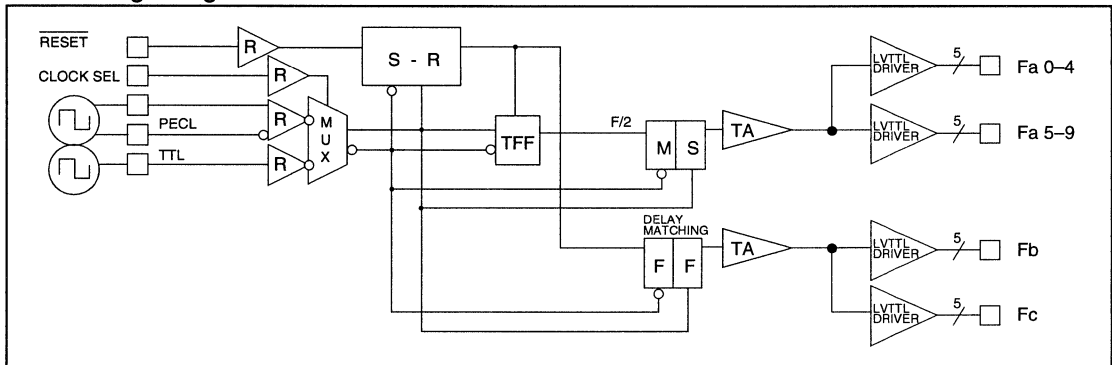 RESET
R
S - R
CLOCK SEL
R
PECL
R
TTL
R
MUX
TFF
F/2
M S
TA
LVTTL
DRIVER
5
Fa 0–4
LVTTL
DRIVER
5
Fa 5–9
DELAY
MATCHING
F F
TA
LVTTL
DRIVER
5
Fb
LVTTL
DRIVER
5
Fc